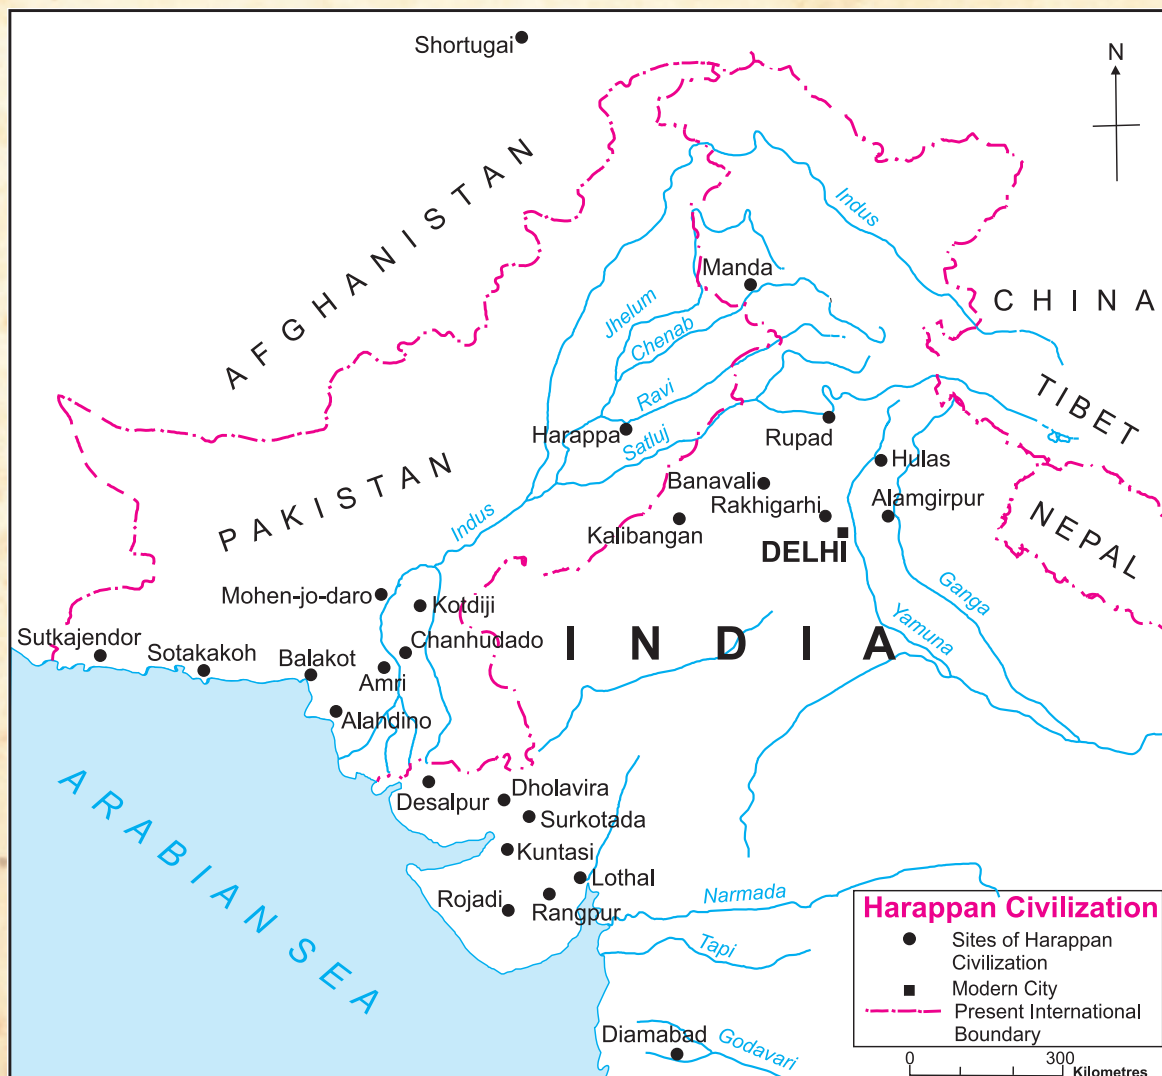 Shortugai
N
AFGHANISTAN
Indus
Manda
CHINA
Jhelum
Chenab
TIBET
Ravi
Harappa
Satluj
Rupad
Hulas
PAKISTAN
Banavali
Rakhigarhi
Alamgirpur
NEPAL
Indus
Kalibangan
DELHI
Ganga
Mohen-jo-daro
Kotdiji
Yamuna
Sutkajendor
Sotakakoh
Balakot
Chanhudado
INDIA
Amri
Alahdino
ARABIAN SEA
Desalpur
Dholavira
Surkotada
Kuntasi
Lothal
Rojadi
Rangpur
Narmada
Tapi
Diamabad
Godavari
Harappan Civilization
Sites of Harappan
Civilization
Modern City
Present International
Boundary
0 300
Kilometres